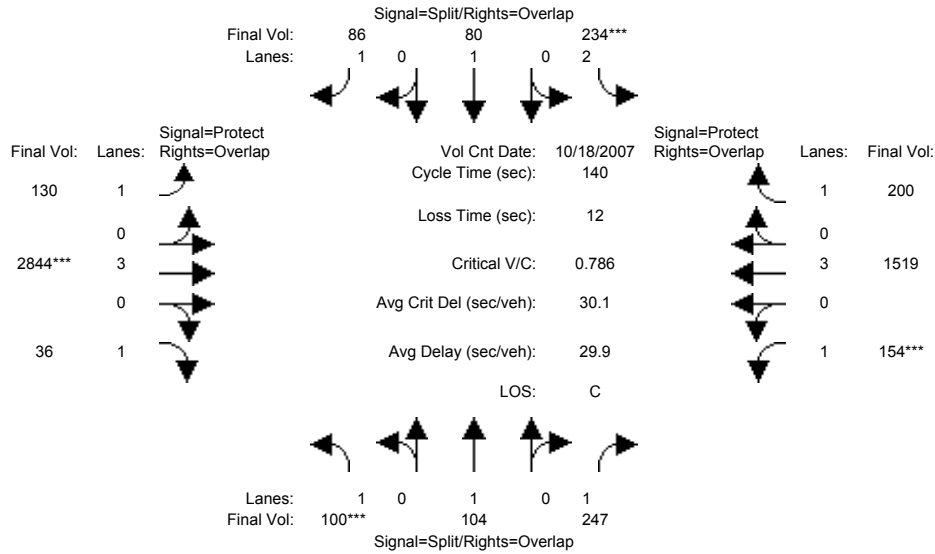 Signal=Split/Rights=Overlap
Final Vol: 86 80 234***
Lanes: 1 0 1 0 2
Signal=Protect
Final Vol: Lanes: Rights=Overlap
Vol Cnt Date: 10/18/2007
Signal=Protect
Rights=Overlap Lanes: Final Vol:
Cycle Time (sec): 140
130 1
1 200
Loss Time (sec): 12
0
0
2844*** 3
Critical V/C: 0.786
3 1519
0
Avg Crit Del (sec/veh): 30.1
0
36 1
Avg Delay (sec/veh): 29.9
1 154***
LOS: C
Lanes: 1 0 1 0 1
Final Vol: 100*** 104 247
Signal=Split/Rights=Overlap